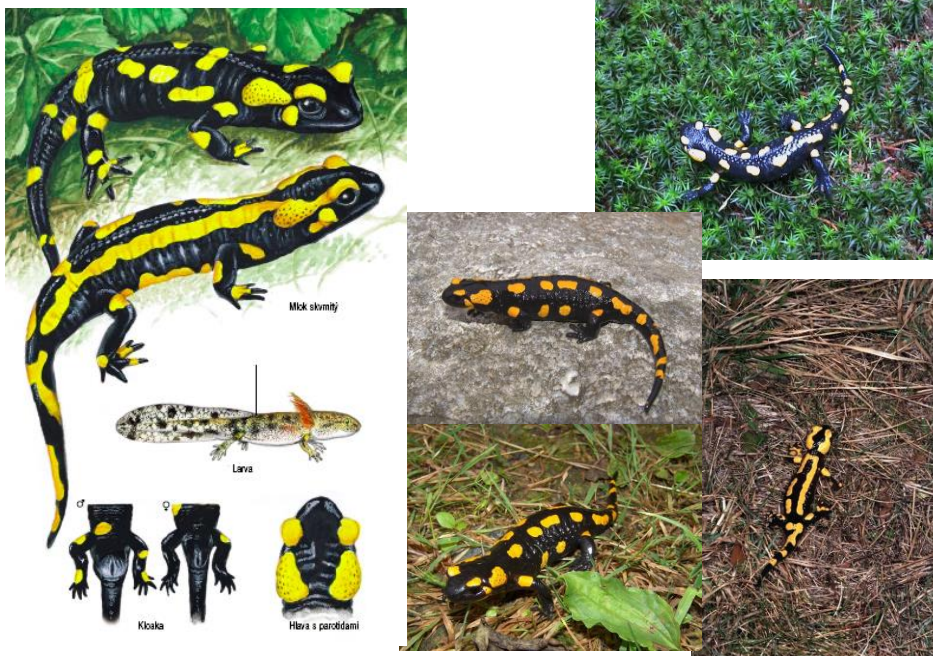 Mlok skvrnitý
Larva
♂
♀
Kloaka
Hlava s parotidami